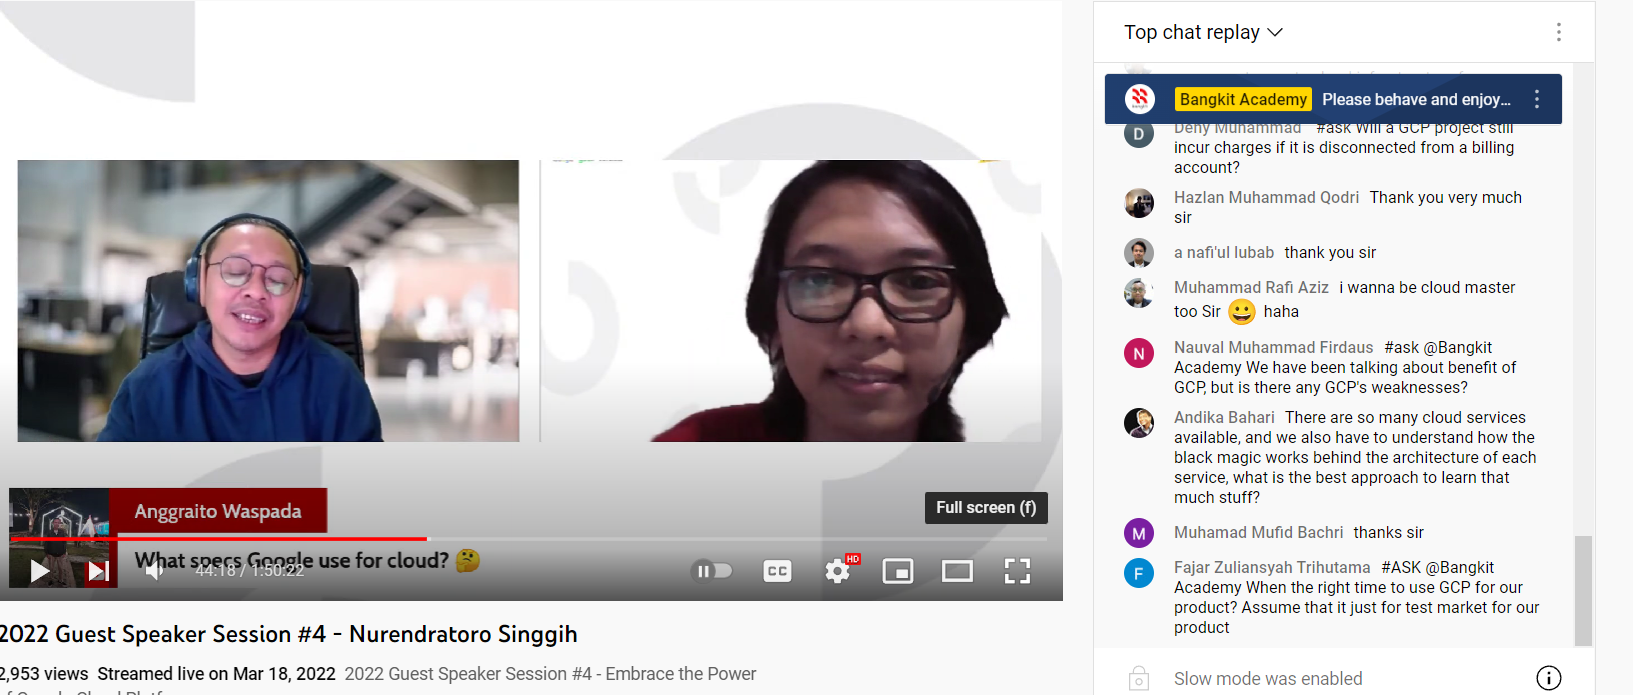 Top chat replay
Bangkit Academy Please behave and enjoy...
Deny Muhammad #ask Will a GCP project still
incur charges if it is disconnected from a billing
account?
Hazlan Muhammad Qodri Thank you very much
sir
a nafi'ul lubab thank you sir
Muhammad Rafi Aziz i wanna be cloud master
too Sir 😀 haha
N
Nauval Muhammad Firdaus #ask @Bangkit
Academy We have been talking about benefit of
GCP, but is there any GCP's weaknesses?
Andika Bahari There are so many cloud services
available, and we also have to understand how the
black magic works behind the architecture of each
service, what is the best approach to learn that
much stuff?
M
Muhamad Mufid Bachri thanks sir
F
Fajar Zuliansyah Trihutama #ASK @Bangkit
Academy When the right time to use GCP for our
product? Assume that it just for test market for our
product
Slow mode was enabled
D
Anggraito Waspada
Full screen (f)
What specs Google use for cloud? 🤔
44:18 / 1:50:22
CC
HD
2022 Guest Speaker Session #4 - Nurendratoro Singgih
2,953 views Streamed live on Mar 18, 2022 2022 Guest Speaker Session #4 - Embrace the Power